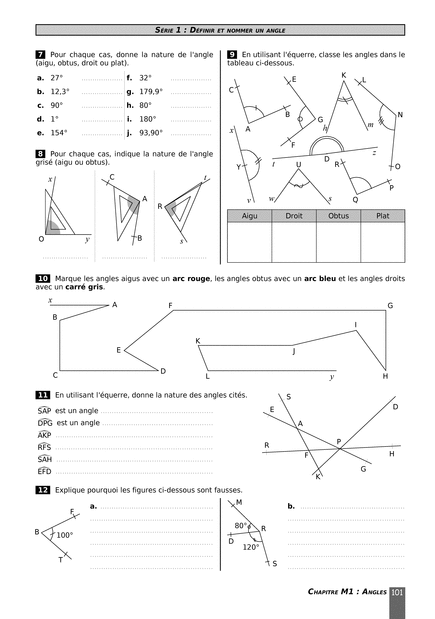 SÉRIE 1 : DÉFINIR ET NOMMER UN ANGLE
7 Pour chaque cas, donne la nature de l'angle
(aigu, obtus, droit ou plat).
a. 27° f. 32°
b. 12,3° g. 179,9°
c. 90° h. 80°
d. 1° i. 180°
e. 154° j. 93,90°
8 Pour chaque cas, indique la nature de l'angle
grisé (aigu ou obtus).
x
O
y
C
A
B
R
t
s
9 En utilisant l'équerre, classe les angles dans le
tableau ci-dessous.
C
A
B
E
G
F
K
h
m
L
N
O
x
Y
v
t
D
z
U
w
s
R
Q
P
Aigu Droit Obtus Plat
10 Marque les angles aigus avec un arc rouge, les angles obtus avec un arc bleu et les angles droits
avec un carré gris.
x
A
B
C
D
E
F
G
H
I
J
K
L
y
11 En utilisant l'équerre, donne la nature des angles cités.
SAP est un angle
DPG est un angle
AKP
RFS
SAH
EFD
S
E
A
D
R
F
P
H
G
K
12 Explique pourquoi les figures ci-dessous sont fausses.
a.
F
B
100°
T
b.
M
80°
R
D
120°
S
CHAPITRE M1 : ANGLES 101